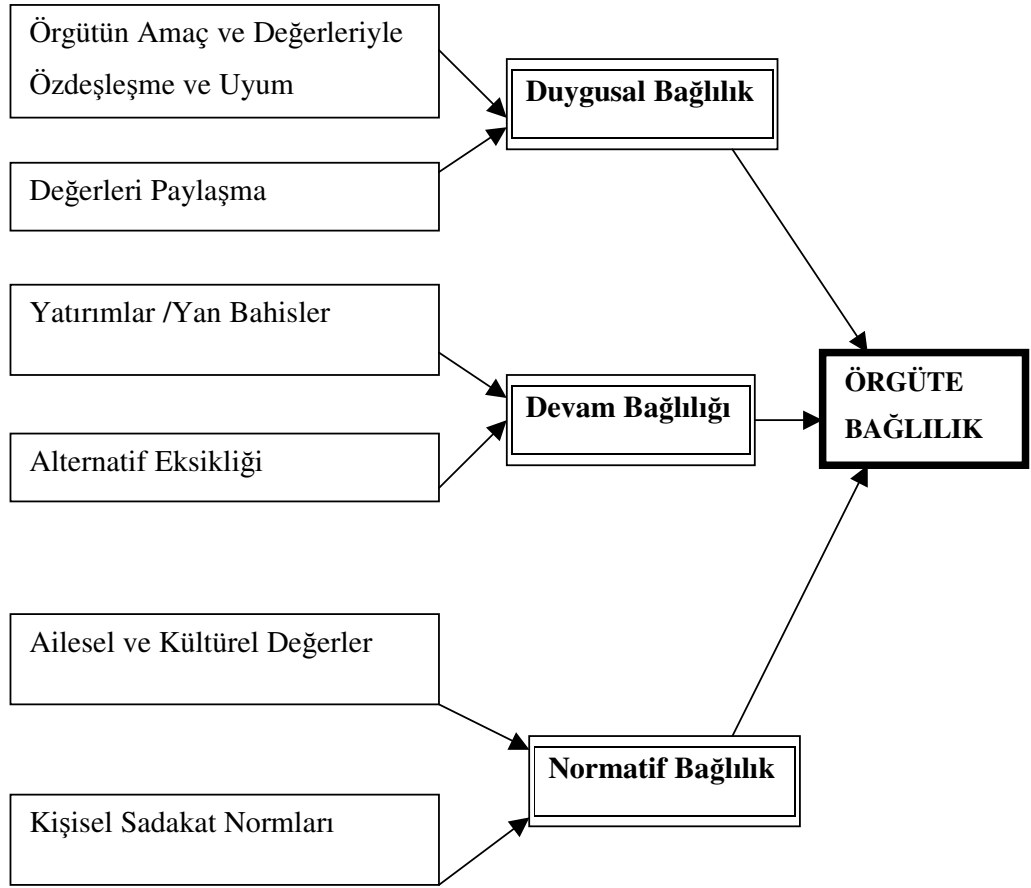 Örgütün Amaç ve Değerleriyle
Özdeşleşme ve Uyum
Duygusal Bağlılık
Değerleri Paylaşma
Yatırımlar /Yan Bahisler
Devam Bağlılığı
ÖRGÜTE
BAĞLILIK
Alternatif Eksikliği
Ailesel ve Kültürel Değerler
Normatif Bağlılık
Kişisel Sadakat Normları